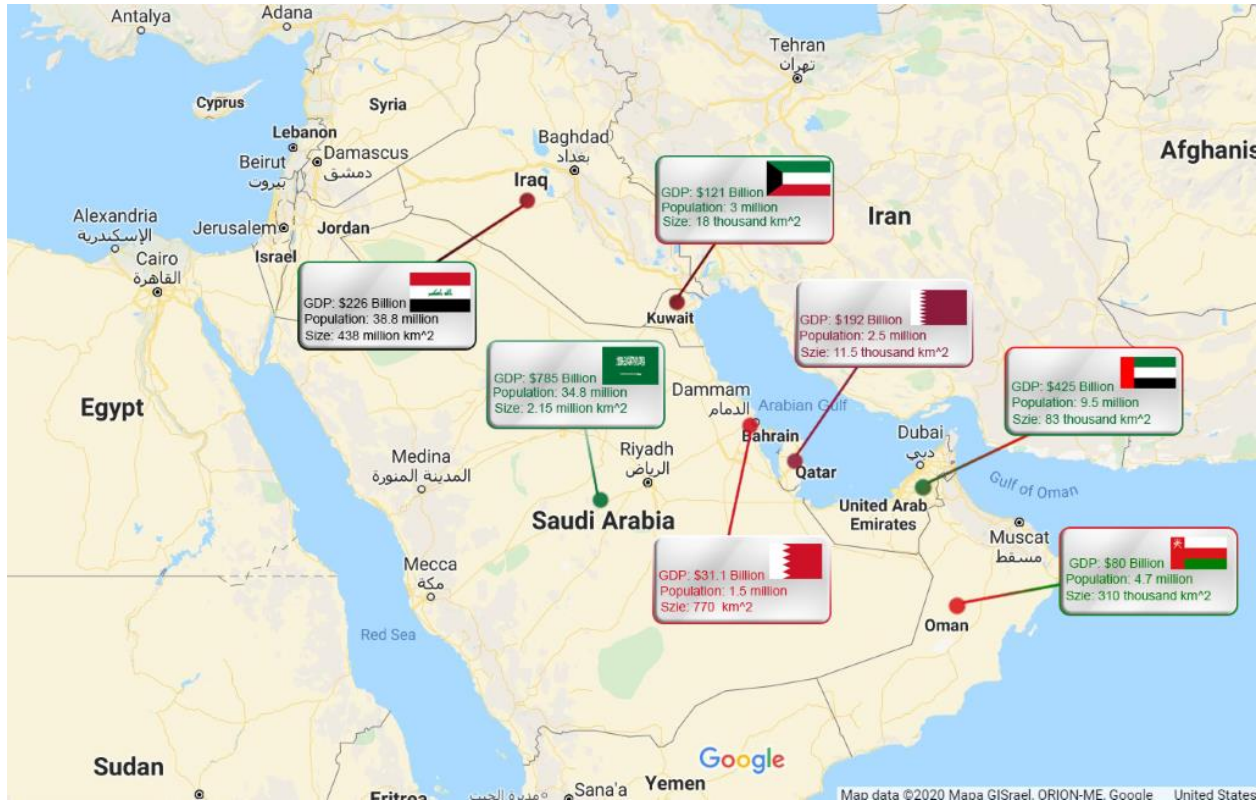 Antalya
Adana
Tehran
تهران
Cyprus
Syria
Lebanon
Beirut
بيروت
Damascus
دمشق
Baghdad
بغداد
Iraq
Afghanis
GDP: $121 Billion
Population: 3 million
Size: 18 thousand km^2
Iran
Alexandria
الإسكندرية
Jerusalem
Jordan
Israel
Cairo
القاهرة
GDP: $226 Billion
Population: 38.8 million
Size: 438 million km^2
Kuwait
GDP: $192 Billion
Population: 2.5 million
Szie: 11.5 thousand km^2
GDP: $785 Billion
Population: 34.8 million
Size: 2.15 million km^2
GDP: $425 Billion
Population: 9.5 million
Szie: 83 thousand km^2
Egypt
Dammam
الدمام
Arabian Gulf
Bahrain
Qatar
Dubai
دبي
Medina
المدينة المنورة
Riyadh
الرياض
Gulf of Oman
United Arab
Emirates
Saudi Arabia
Muscat
مسقط
Mecca
مكة
GDP: $31.1 Billion
Population: 1.5 million
Szie: 770 km^2
GDP: $80 Billion
Population: 4.7 million
Szie: 310 thousand km^2
Oman
Red Sea
Google
Sudan
Yemen
Eritrea
مديرة الحيت
Sana'a
Map data ©2020 Mapa GISrael, ORION-ME, Google
United States